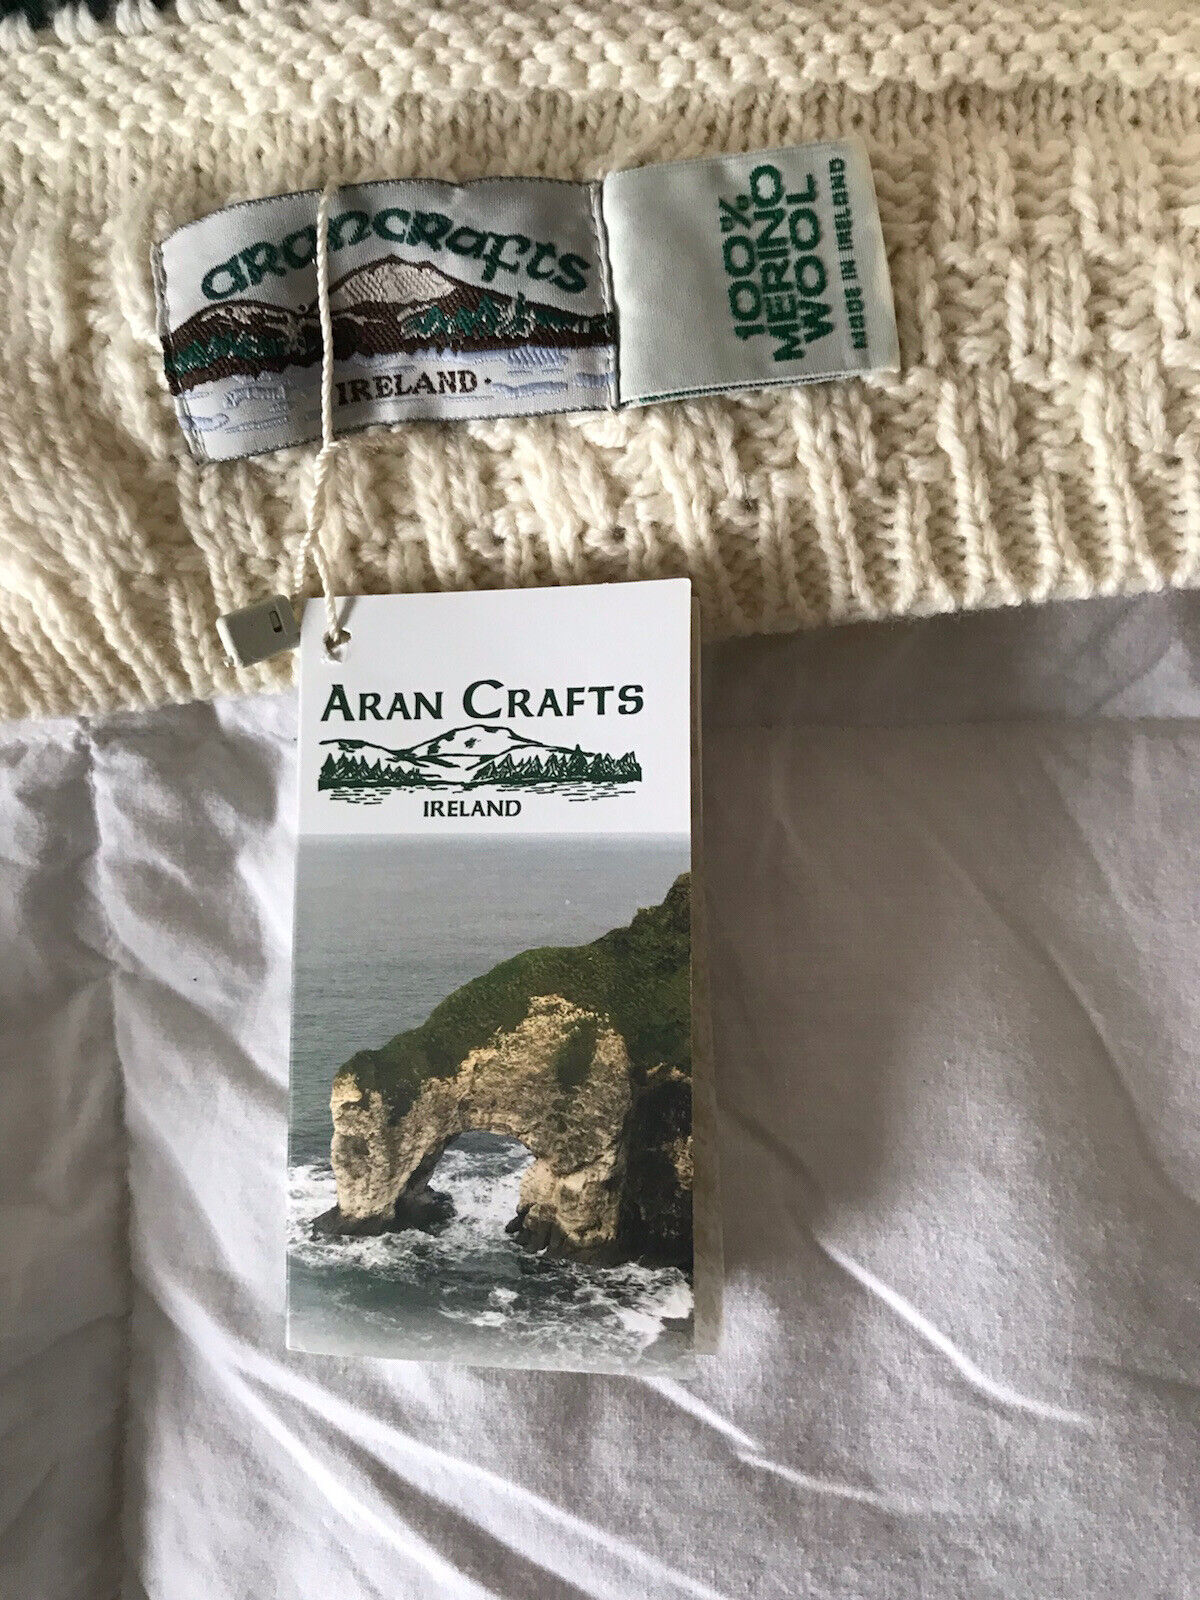 arancrafts
IRELAND·
100%
MERINO
WOOL
MADE IN IRELAND
ARAN CRAFTS
IRELAND